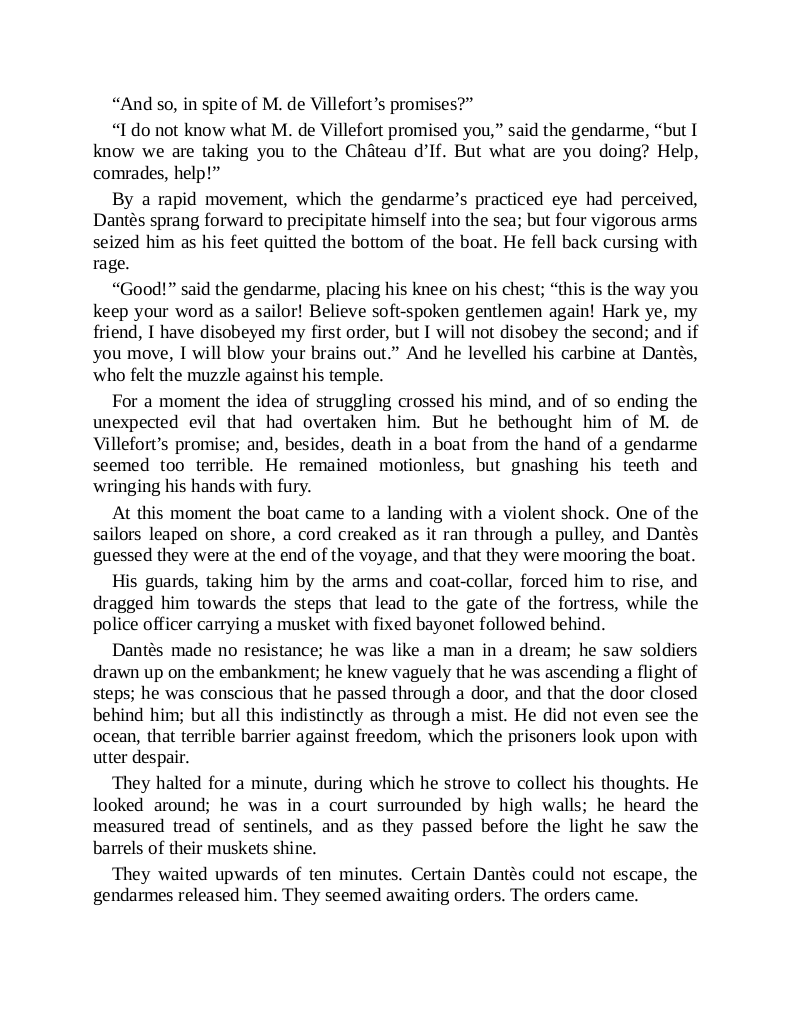 “And so, in spite of M. de Villefort’s promises?”
“I do not know what M. de Villefort promised you,” said the gendarme, “but I
know we are taking you to the Château d’If. But what are you doing? Help,
comrades, help!”
By a rapid movement, which the gendarme’s practiced eye had perceived,
Dantès sprang forward to precipitate himself into the sea; but four vigorous arms
seized him as his feet quitted the bottom of the boat. He fell back cursing with
rage.
“Good!” said the gendarme, placing his knee on his chest; “this is the way you
keep your word as a sailor! Believe soft-spoken gentlemen again! Hark ye, my
friend, I have disobeyed my first order, but I will not disobey the second; and if
you move, I will blow your brains out.” And he levelled his carbine at Dantès,
who felt the muzzle against his temple.
For a moment the idea of struggling crossed his mind, and of so ending the
unexpected evil that had overtaken him. But he bethought him of M. de
Villefort’s promise; and, besides, death in a boat from the hand of a gendarme
seemed too terrible. He remained motionless, but gnashing his teeth and
wringing his hands with fury.
At this moment the boat came to a landing with a violent shock. One of the
sailors leaped on shore, a cord creaked as it ran through a pulley, and Dantès
guessed they were at the end of the voyage, and that they were mooring the boat.
His guards, taking him by the arms and coat-collar, forced him to rise, and
dragged him towards the steps that lead to the gate of the fortress, while the
police officer carrying a musket with fixed bayonet followed behind.
Dantès made no resistance; he was like a man in a dream; he saw soldiers
drawn up on the embankment; he knew vaguely that he was ascending a flight of
steps; he was conscious that he passed through a door, and that the door closed
behind him; but all this indistinctly as through a mist. He did not even see the
ocean, that terrible barrier against freedom, which the prisoners look upon with
utter despair.
They halted for a minute, during which he strove to collect his thoughts. He
looked around; he was in a court surrounded by high walls; he heard the
measured tread of sentinels, and as they passed before the light he saw the
barrels of their muskets shine.
They waited upwards of ten minutes. Certain Dantès could not escape, the
gendarmes released him. They seemed awaiting orders. The orders came.